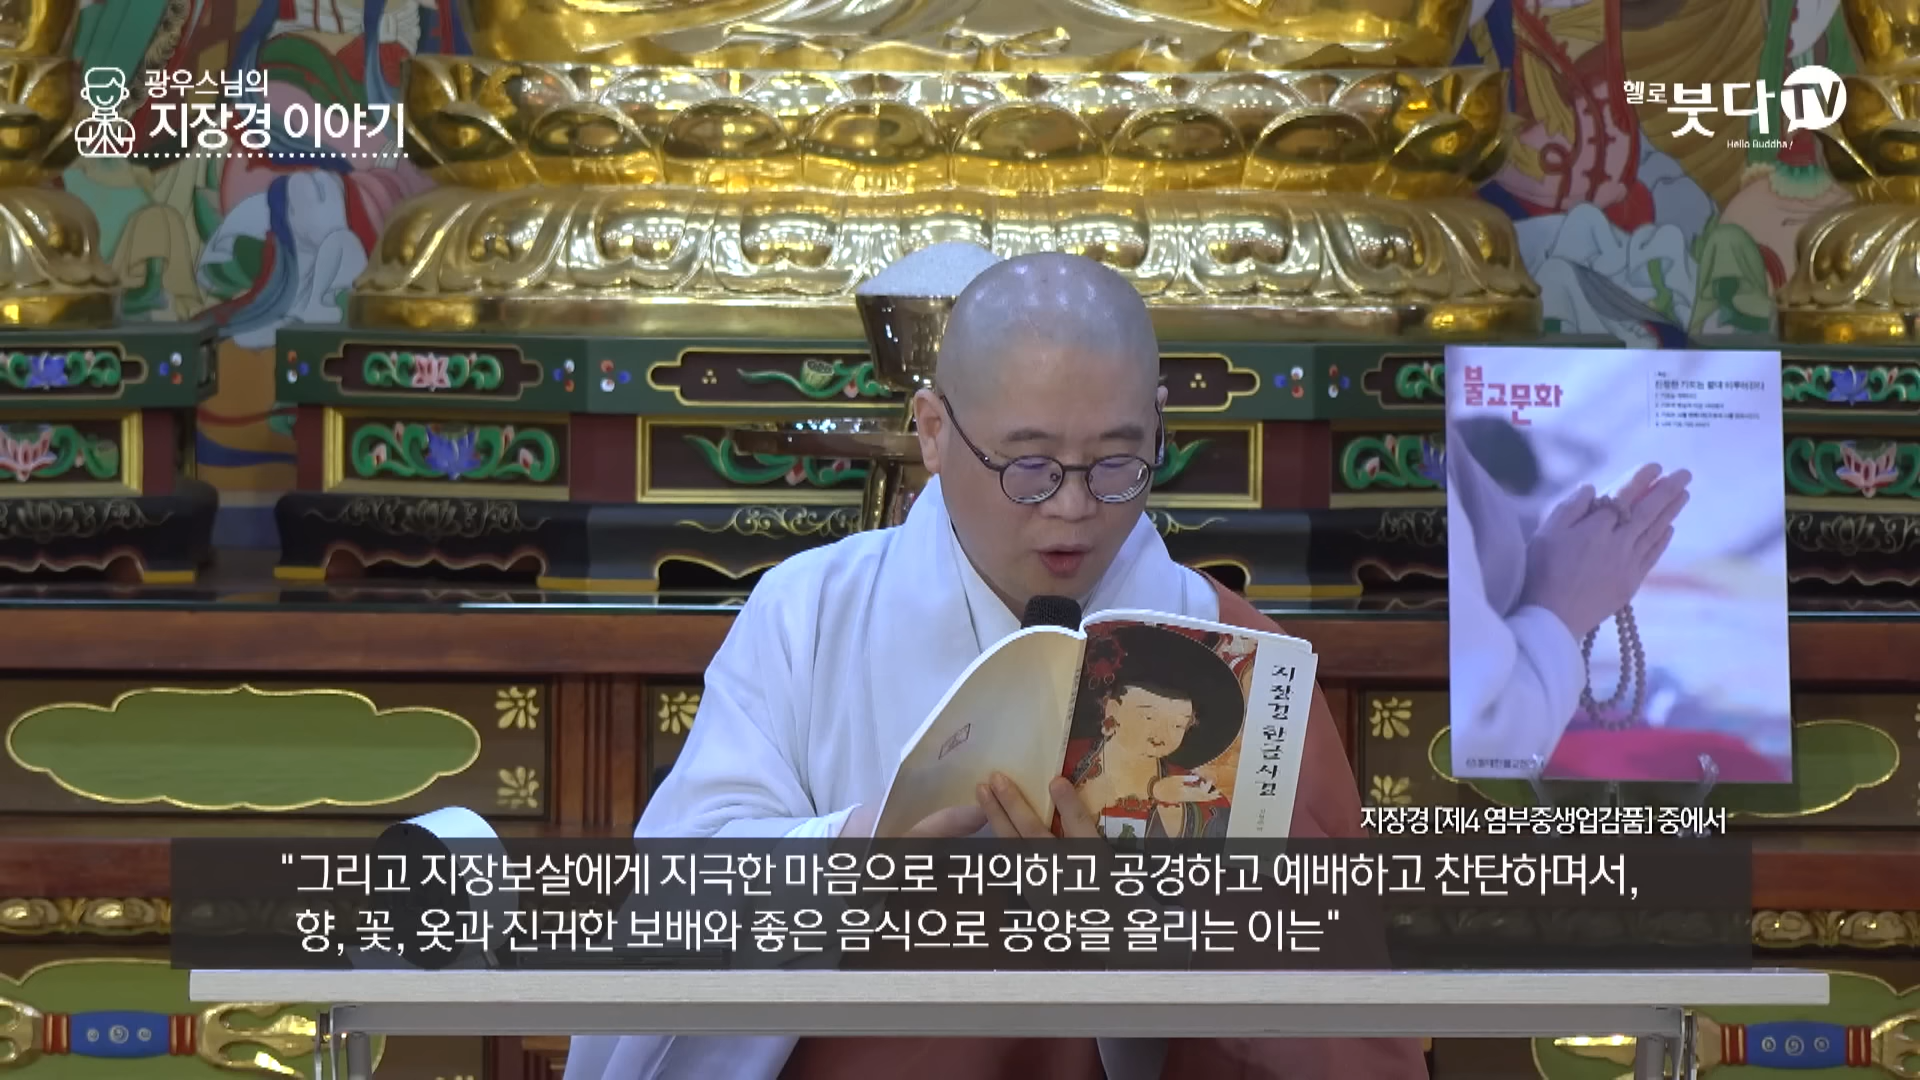 광우스님의
지장경 이야기
헬로붓다TV
Hello Buddha!
불교문화
지장경 한글사경
지장경 [제4 염부중생업감품] 중에서
"그리고 지장보살에게 지극한 마음으로 귀의하고 공경하고 예배하고 찬탄하며서,
향, 꽃, 옷과 진귀한 보배와 좋은 음식으로 공양을 올리는 이는"